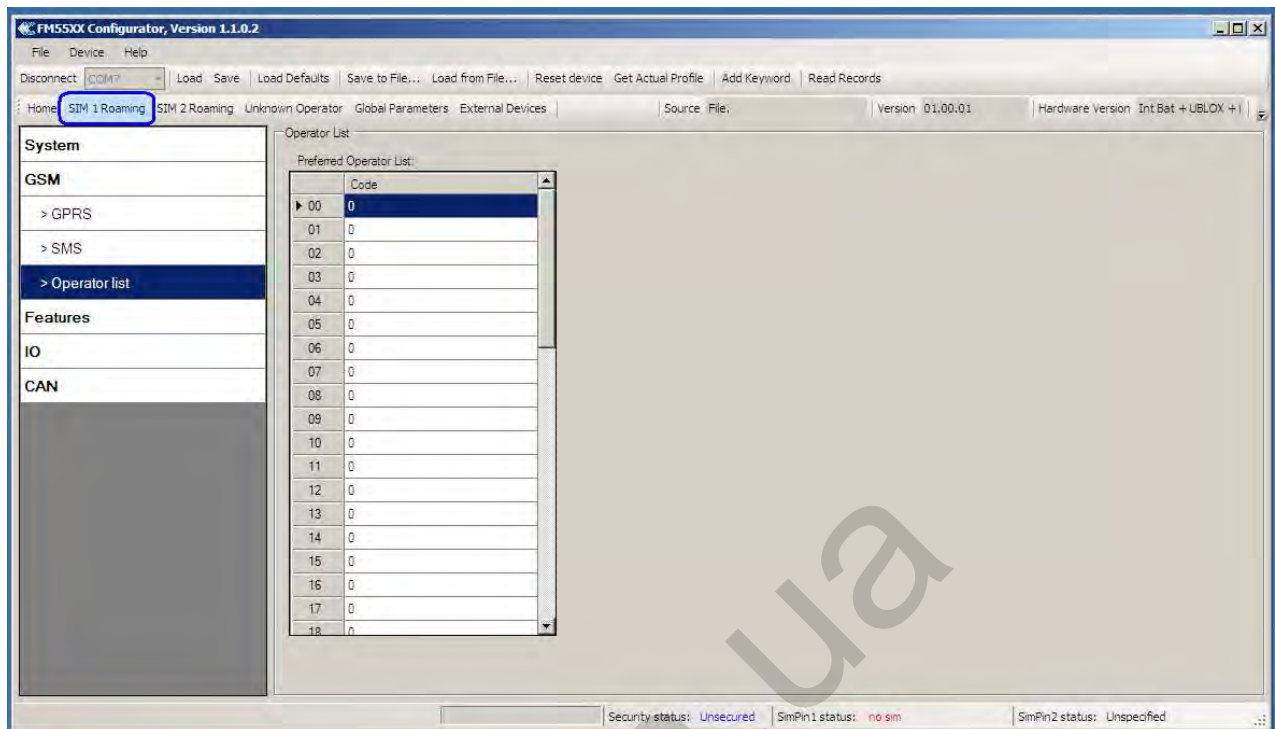 FM55XX Configurator, Version 1.1.0.2
File Device Help
Disconnect COM7 Load Save Load Defaults Save to File... Load from File... Reset device Get Actual Profile Add Keyword Read Records
Home SIM 1 Roaming SIM 2 Roaming Unknown Operator Global Parameters External Devices Source File. Version 01.00.01 Hardware Version Int Bat + UBLOX +
System
GSM
> GPRS
> SMS
> Operator list
Features
IO
CAN
Operator List
Preferred Operator List:
Code
00 0
01 0
02 0
03 0
04 0
05 0
06 0
07 0
08 0
09 0
10 0
11 0
12 0
13 0
14 0
15 0
16 0
17 0
18 0
ua
Security status: Unsecured SimPin1 status: no sim SimPin2 status: Unspecified